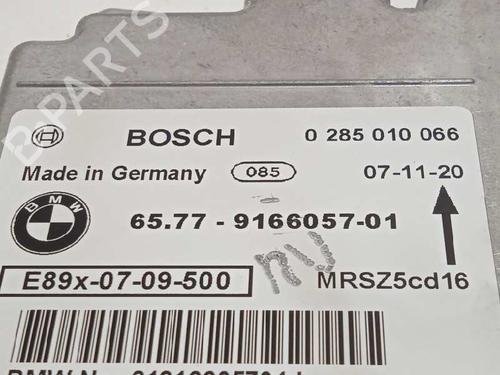 B-PARTS
BOSCH 0 285 010 066
Made in Germany 085 07-11-20
BMW 65.77 - 9166057-01
E89x-07-09-500 MRSZ5cd16